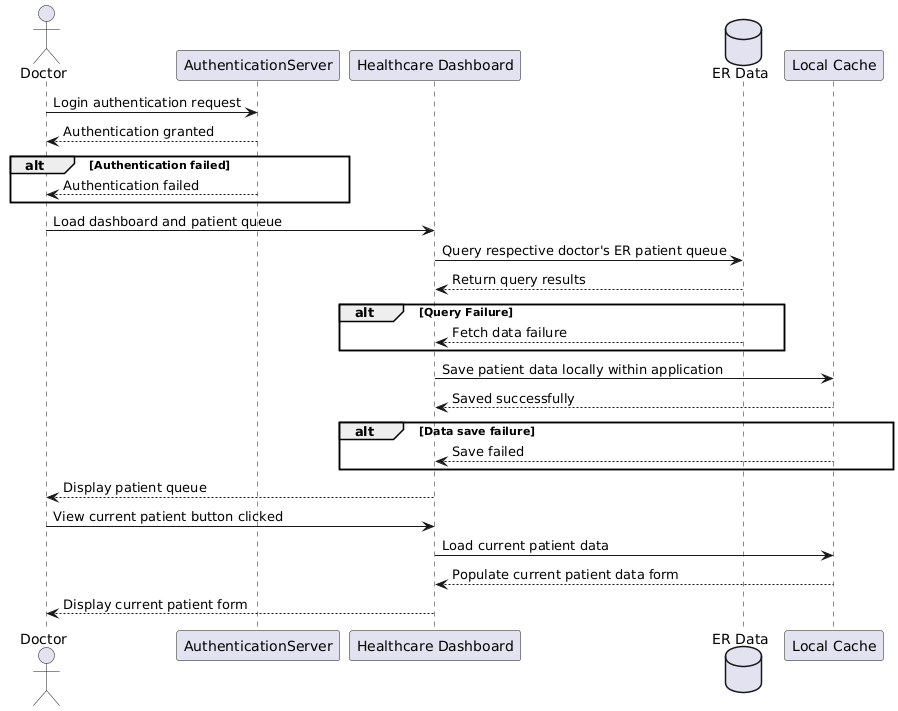 Doctor
AuthenticationServer
Healthcare Dashboard
ER Data
Local Cache
Login authentication request
Authentication granted
alt [Authentication failed]
Authentication failed
Load dashboard and patient queue
Query respective doctor's ER patient queue
Return query results
alt [Query Failure]
Fetch data failure
Save patient data locally within application
Saved successfully
alt [Data save failure]
Save failed
Display patient queue
View current patient button clicked
Load current patient data
Populate current patient data form
Display current patient form
Doctor
AuthenticationServer
Healthcare Dashboard
ER Data
Local Cache